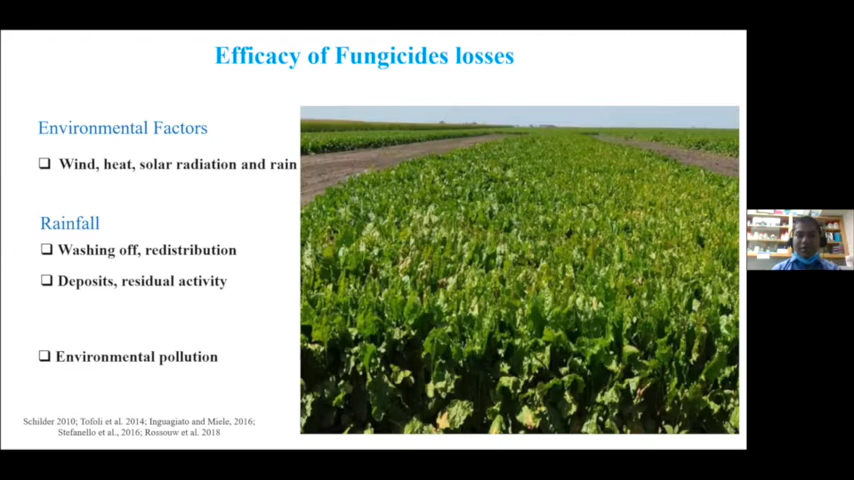 Efficacy of Fungicides losses
Environmental Factors
Wind, heat, solar radiation and rain
Rainfall
Washing off, redistribution
Deposits, residual activity
Environmental pollution
Schilder 2010; Tofoli et al. 2014; Inguagiato and Miele, 2016;
Stefanello et al., 2016; Rossouw et al. 2018